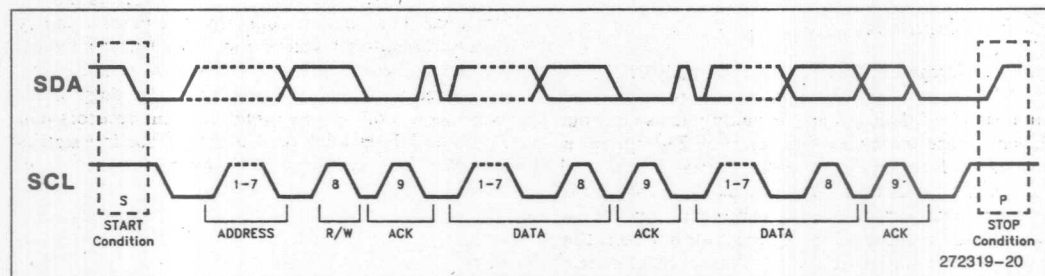 SDA
SCL
S
1-7
8
9
1-7
8
9
1-7
8
9
P
START
Condition
ADDRESS
R/W
ACK
DATA
ACK
DATA
ACK
STOP
Condition
272319-20